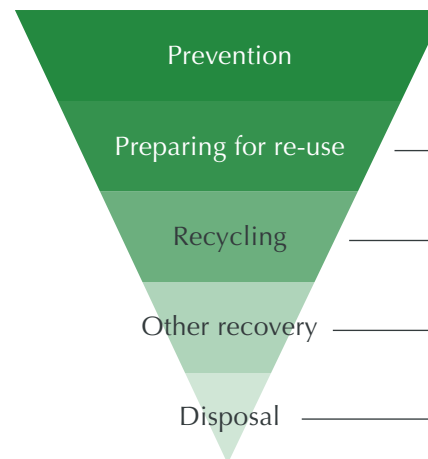 Prevention
Preparing for re-use
Recycling
Other recovery
Disposal